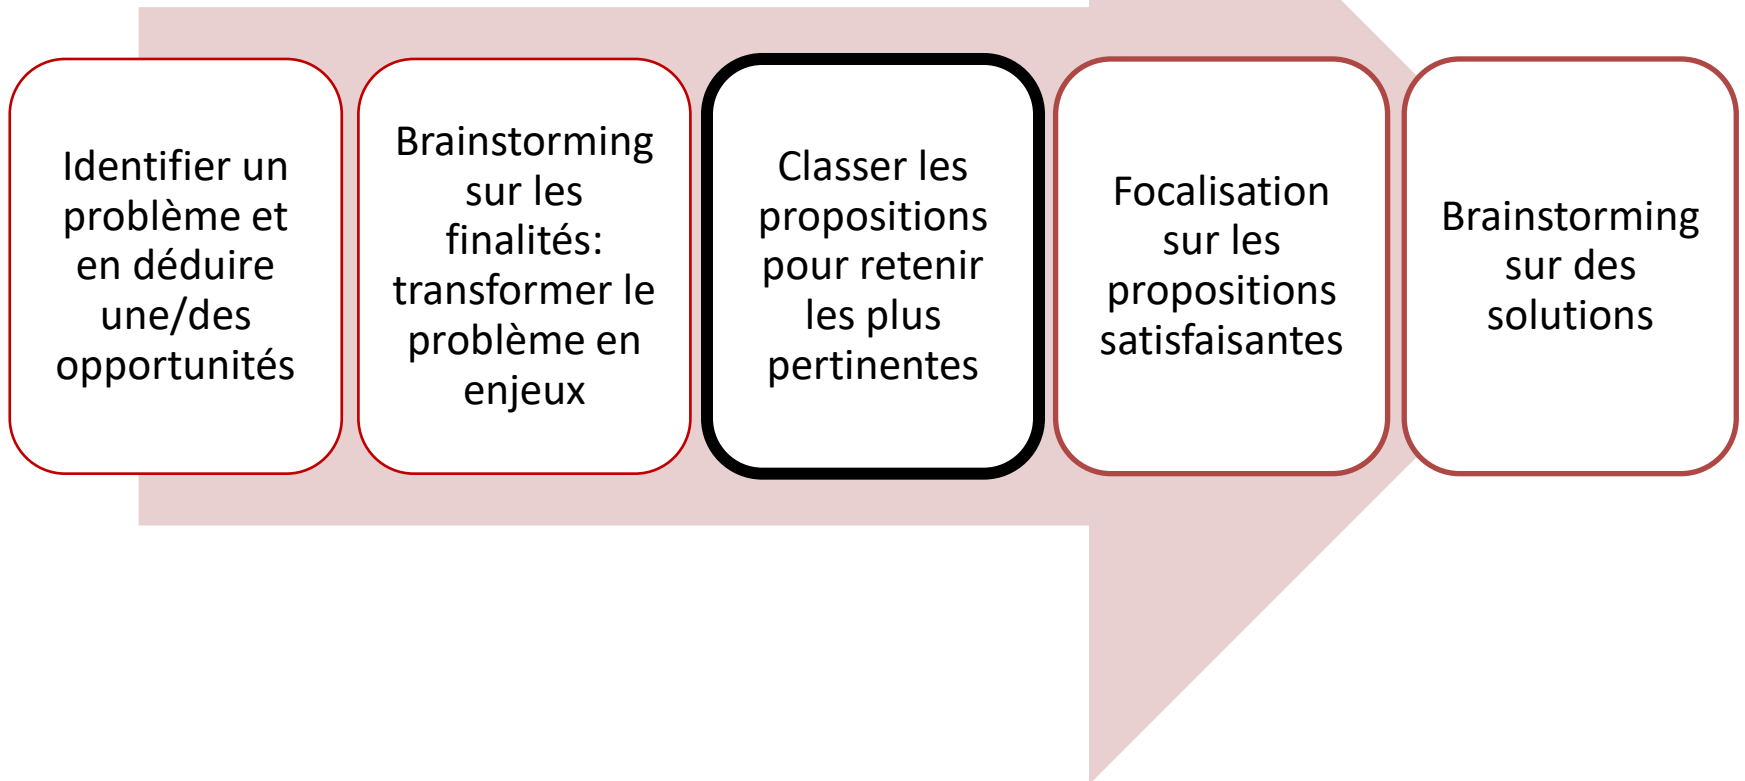 Identifier un
problème et
en déduire
une/des
opportunités
Brainstorming
sur les
finalités:
transformer le
problème en
enjeux
Classer les
propositions
pour retenir
les plus
pertinentes
Focalisation
sur les
propositions
satisfaisantes
Brainstorming
sur des
solutions